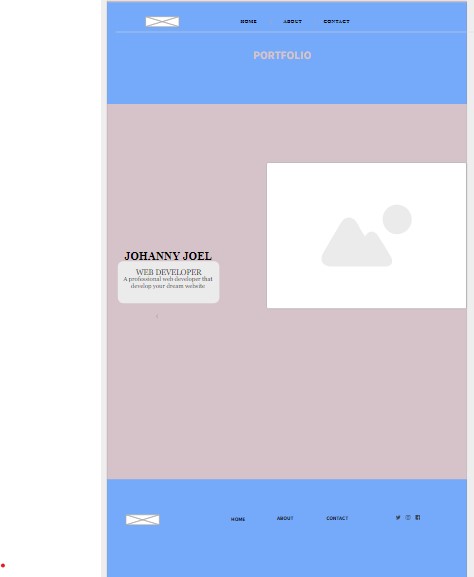 HOME ABOUT CONTACT
PORTFOLIO
JOHANNY JOEL
WEB DEVELOPER
A professional web developer that
develop your dream website
HOME ABOUT CONTACT